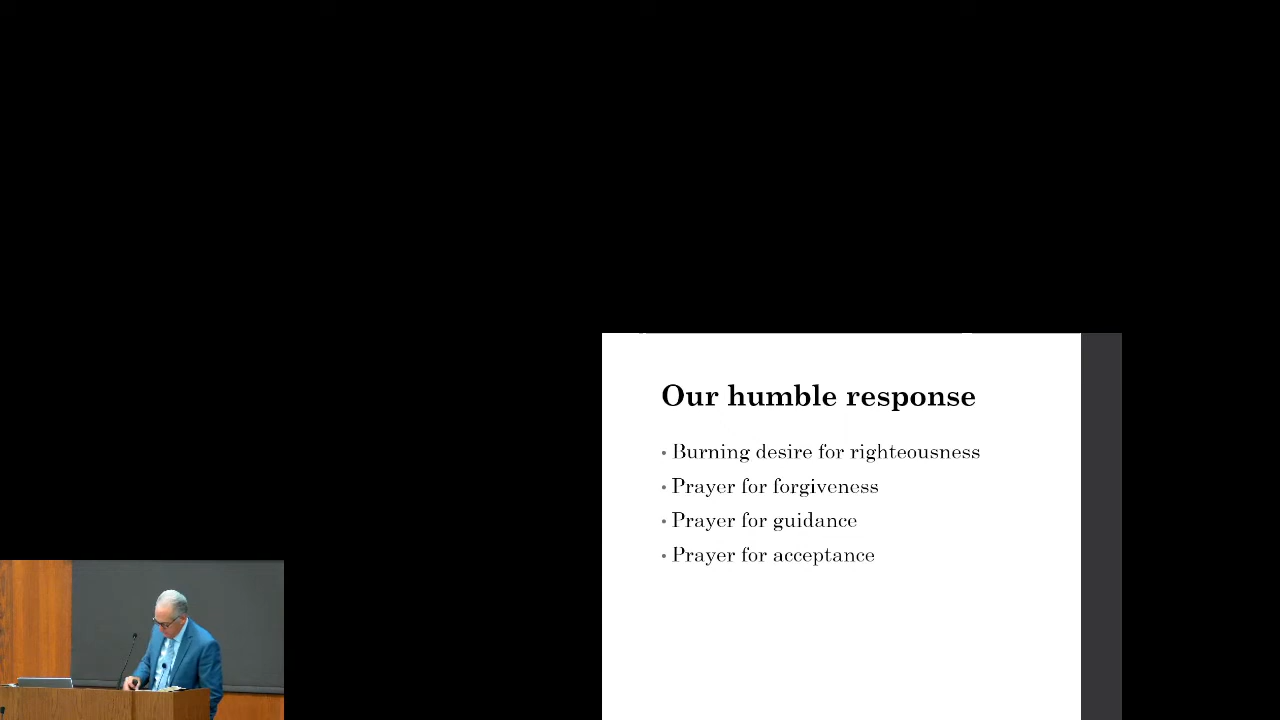 Our humble response
• Burning desire for righteousness
• Prayer for forgiveness
• Prayer for guidance
• Prayer for acceptance